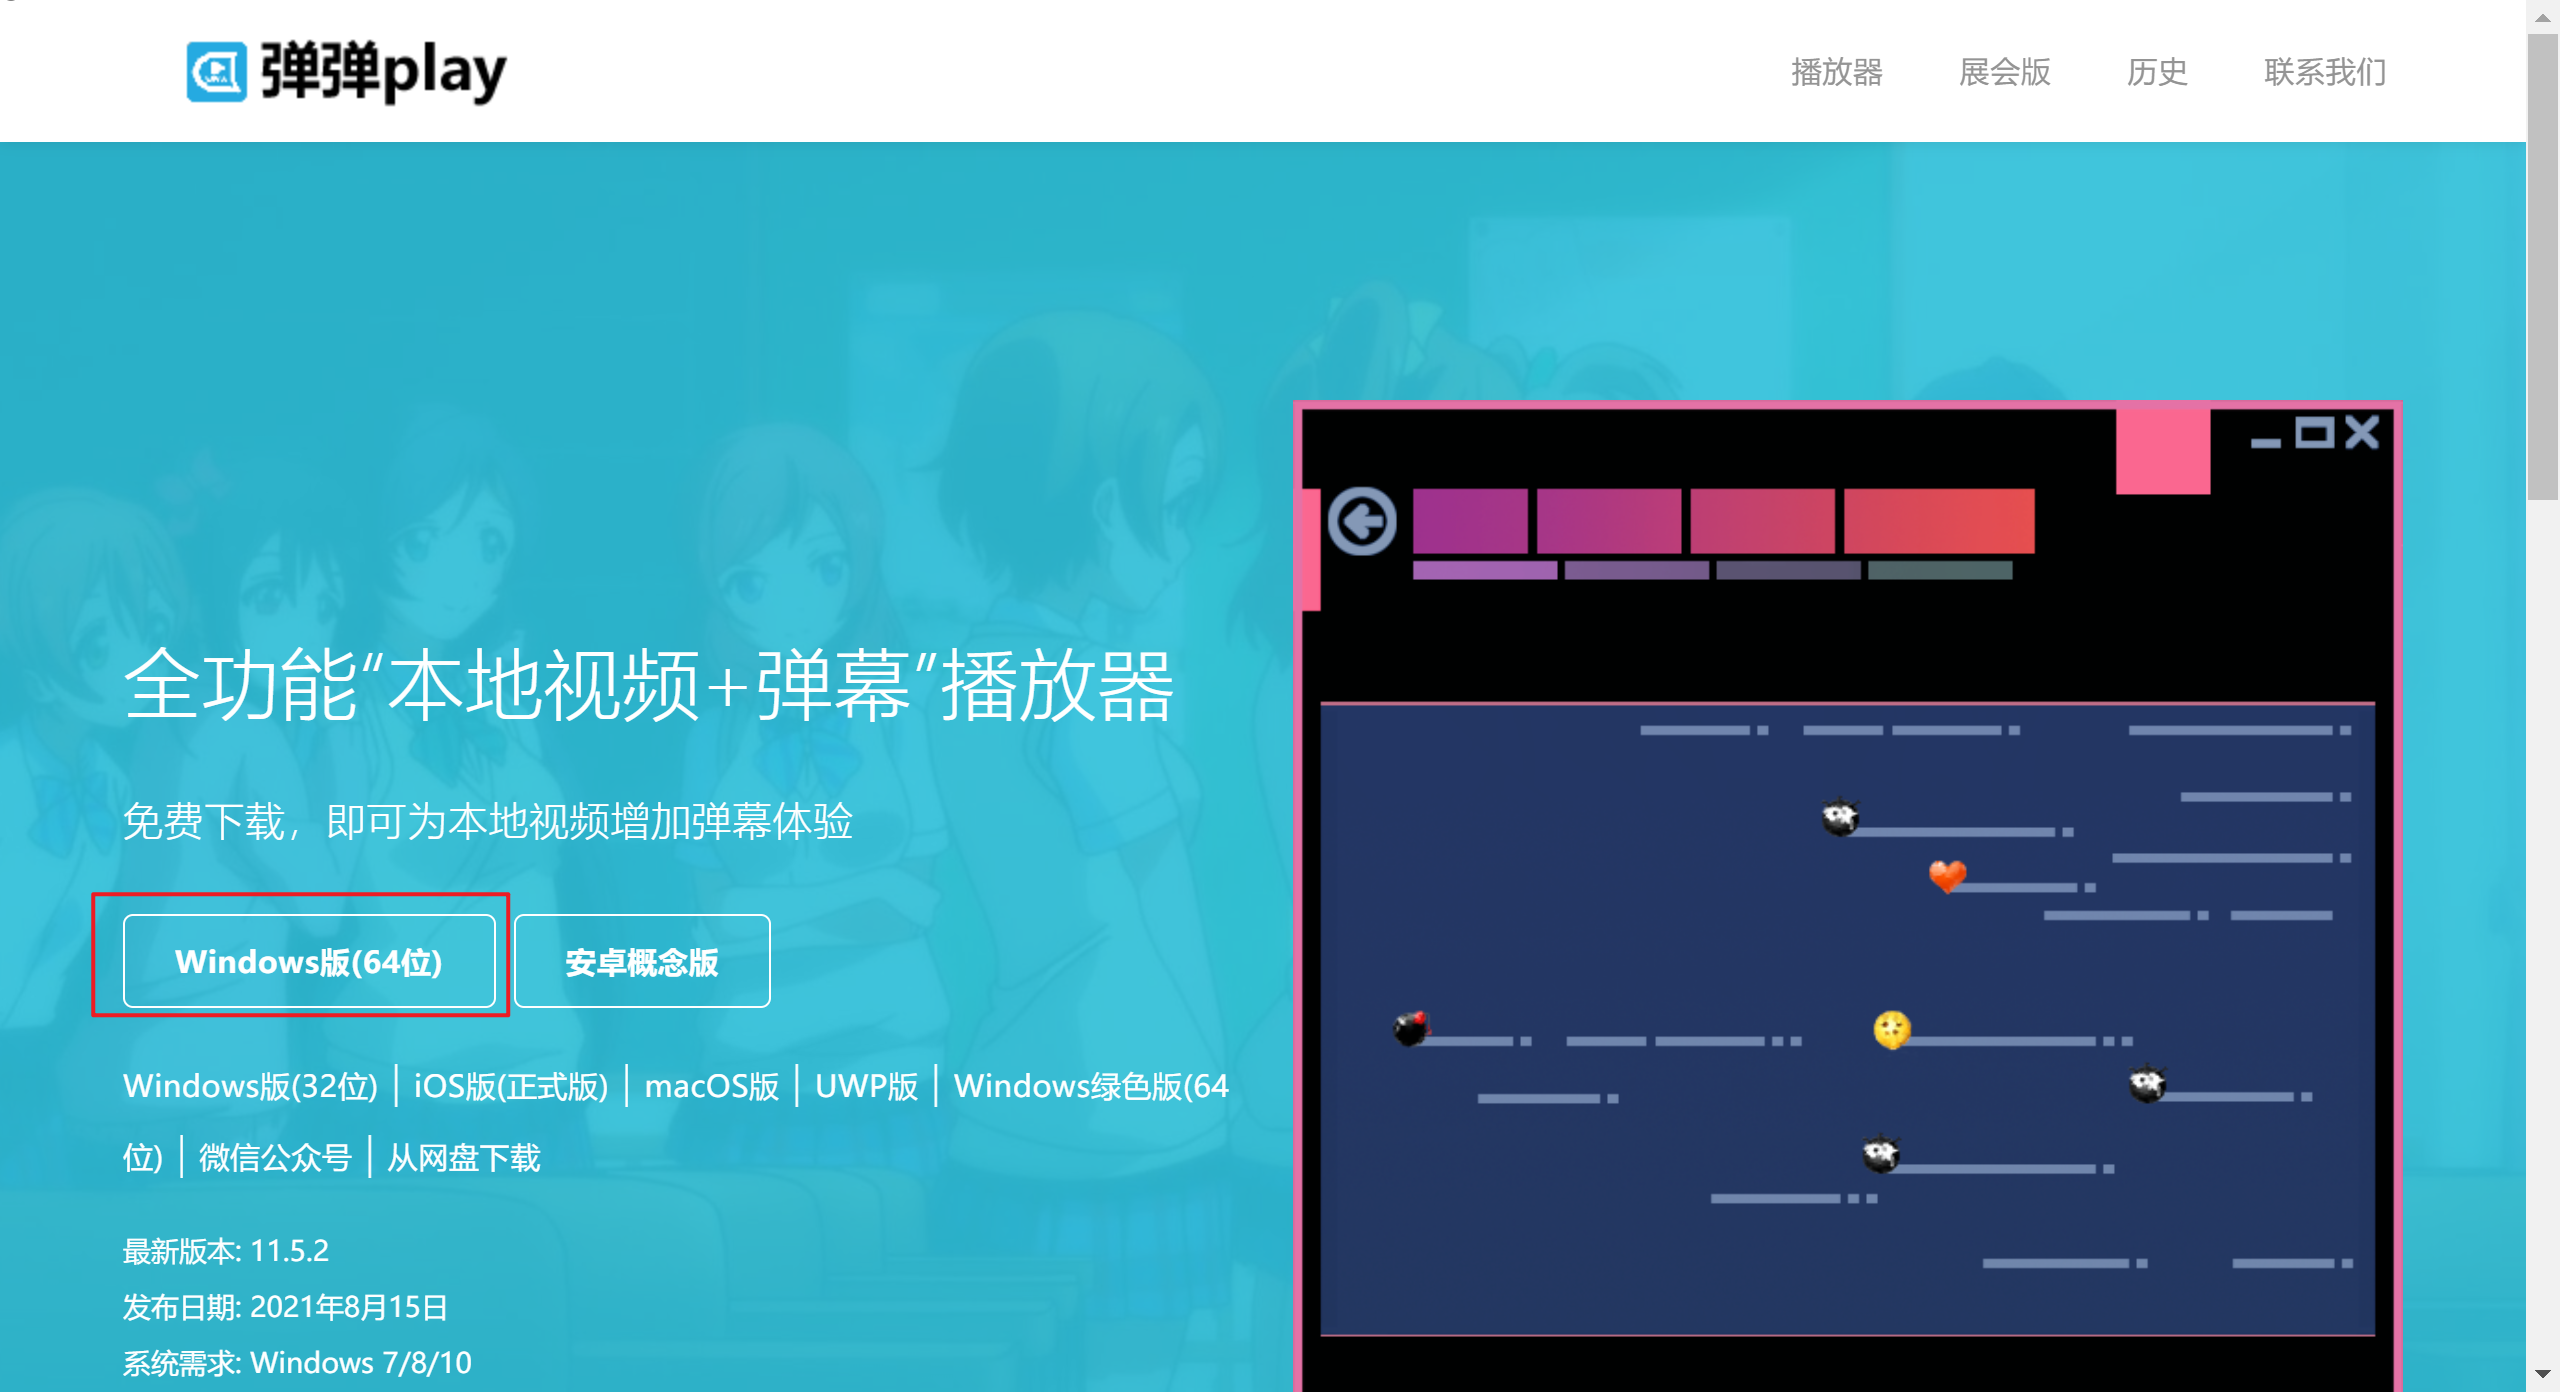 弹弹play
播放器 展会版 历史 联系我们
全功能“本地视频+弹幕”播放器
免费下载，即可为本地视频增加弹幕体验
Windows版(64位) 安卓概念版
Windows版(32位) │ iOS版(正式版) │ macOS版 │ UWP版 │ Windows绿色版(64
位) │ 微信公众号 │ 从网盘下载
最新版本: 11.5.2
发布日期: 2021年8月15日
系统需求: Windows 7/8/10